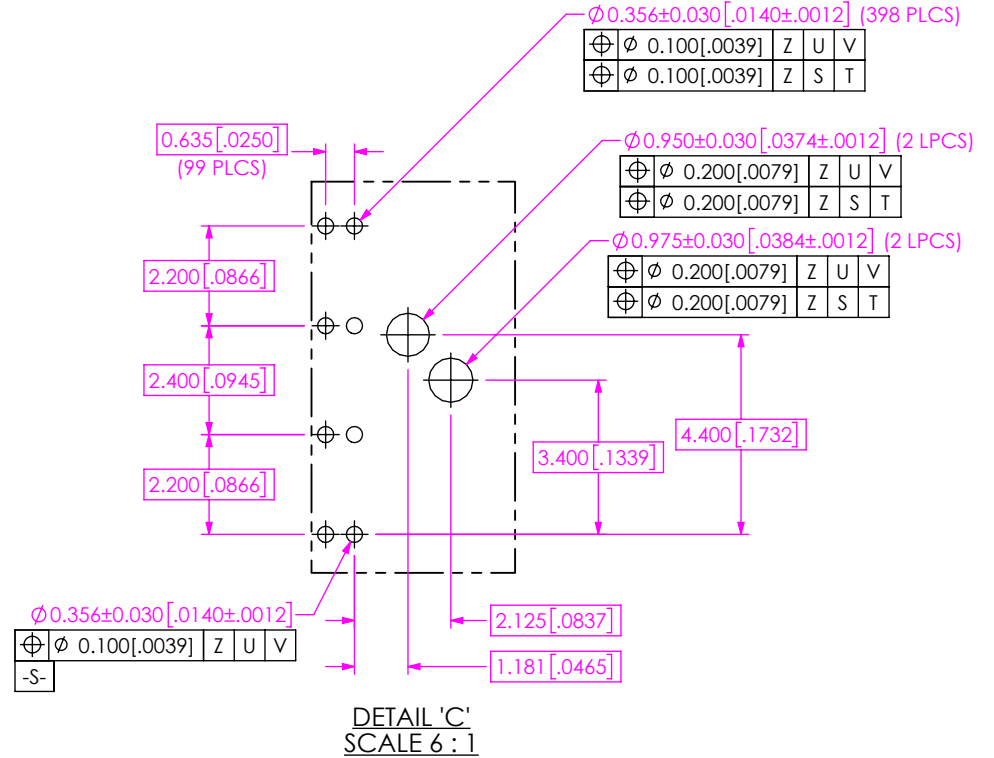 ∅0.356±0.030[.0140±.0012] (398 PLCS)
⌖ ∅ 0.100[.0039] Z U V
⌖ ∅ 0.100[.0039] Z S T
0.635[.0250]
(99 PLCS)
∅0.950±0.030[.0374±.0012] (2 LPCS)
⌖ ∅ 0.200[.0079] Z U V
⌖ ∅ 0.200[.0079] Z S T
∅0.975±0.030[.0384±.0012] (2 LPCS)
⌖ ∅ 0.200[.0079] Z U V
⌖ ∅ 0.200[.0079] Z S T
2.200[.0866]
2.400[.0945]
4.400[.1732]
3.400[.1339]
2.200[.0866]
∅0.356±0.030[.0140±.0012]
⌖ ∅ 0.100[.0039] Z U V
-S-
2.125[.0837]
1.181[.0465]
DETAIL 'C'
SCALE 6 : 1